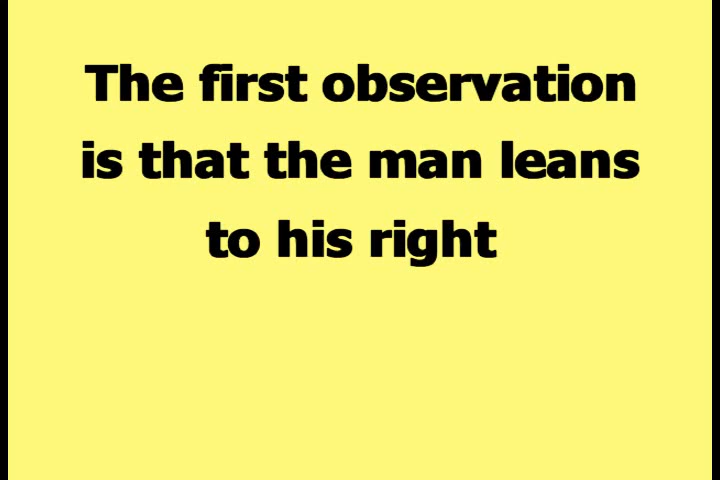 The first observation
is that the man leans
to his right